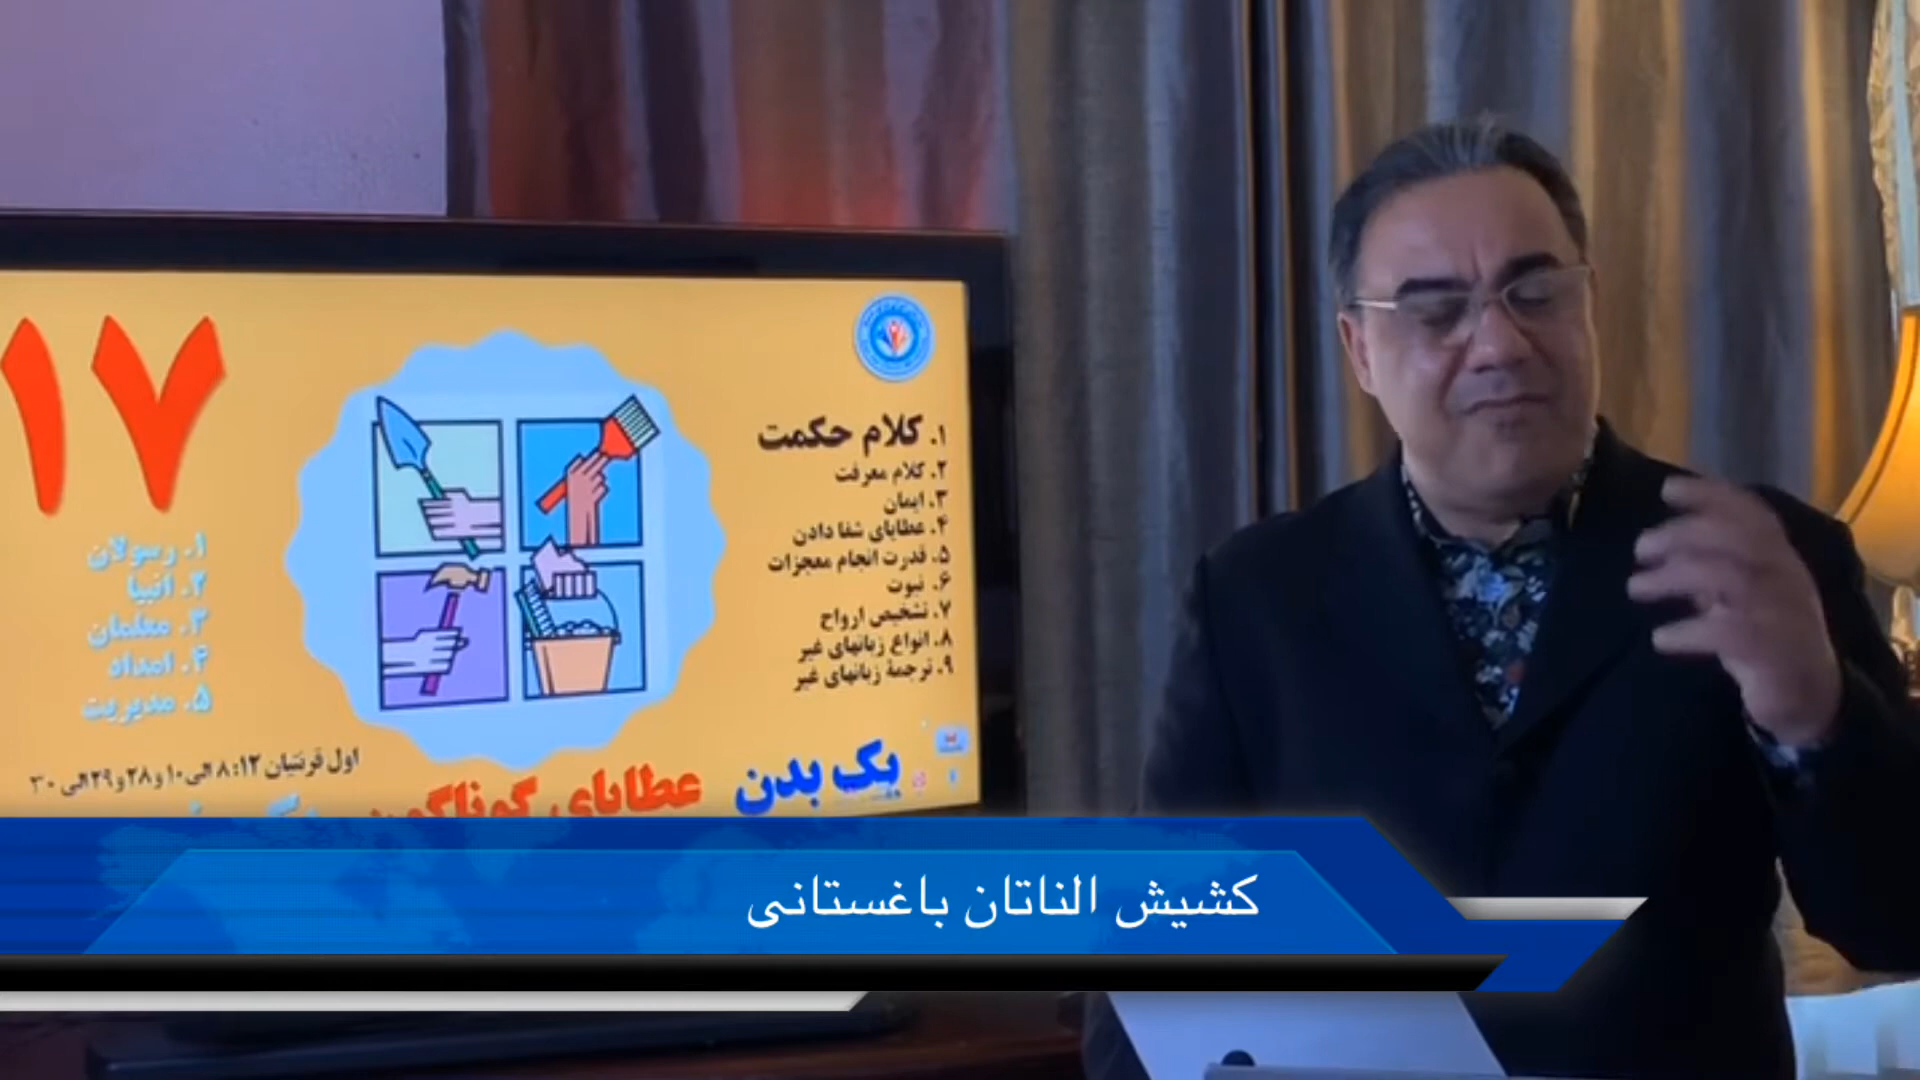 ۱۷
۱. کلام حکمت
۲. کلام معرفت
۳. ایمان
۴. عطایای شفا دادن
۵. قدرت انجام معجزات
۶. نبوت
۷. تشخیص ارواح
۸. انواع زبانهای غیر
۹. ترجمهٔ زبانهای غیر
۱. رسولان
۲. انبیا
۳. معلمان
۴. امداد
۵. مدیریت
اول قرنتیان ۱۲: ۸ الی ۱۰ و ۲۸ و ۲۹ الی ۳۰
یک بدن عطایای گوناگون
کشیش الناتان باغستانی